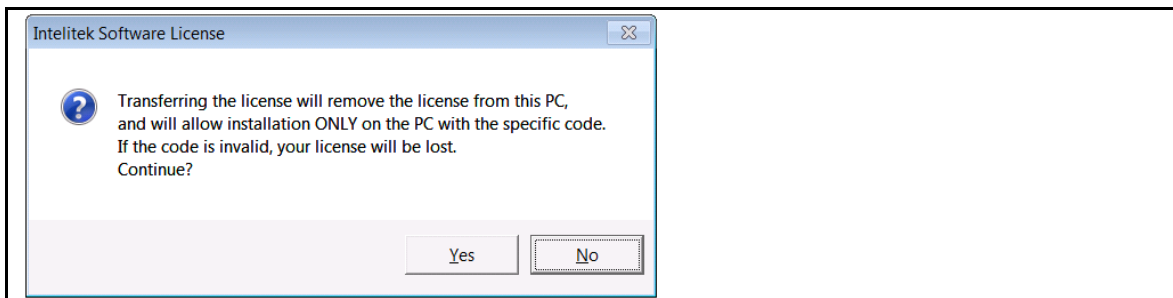 Intelitek Software License
Transferring the license will remove the license from this PC,
and will allow installation ONLY on the PC with the specific code.
If the code is invalid, your license will be lost.
Continue?
Yes No